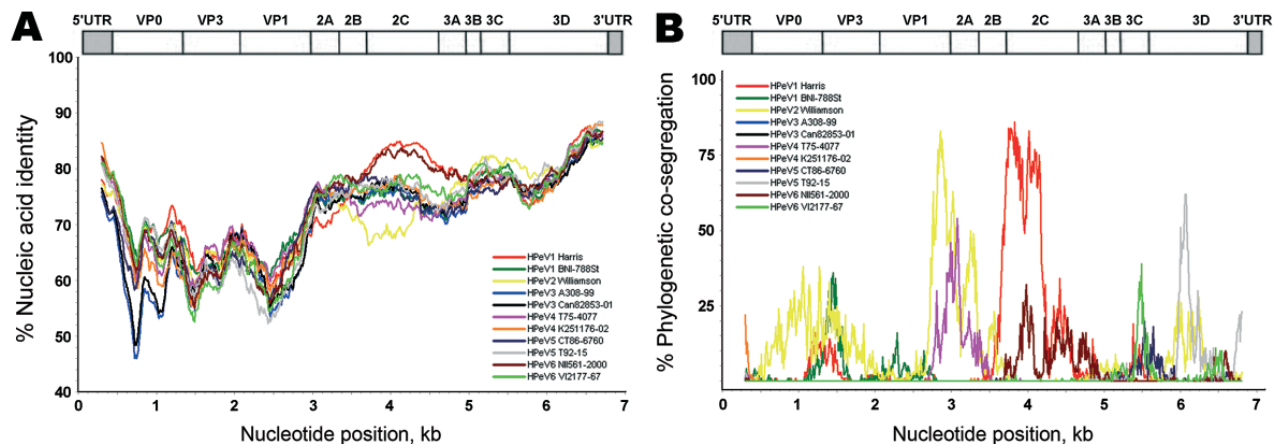 A
5'UTR VP0 VP3 VP1 2A 2B 2C 3A 3B 3C 3D 3'UTR
% Nucleic acid identity
100
90
80
70
60
50
40
HPeV1 Harris
HPeV1 BNI-788St
HPeV2 Williamson
HPeV3 A308-99
HPeV3 Can82853-01
HPeV4 T75-4077
HPeV4 K251176-02
HPeV5 CT86-6760
HPeV5 T92-15
HPeV6 NII561-2000
HPeV6 VI2177-67
0 1 2 3 4 5 6 7
Nucleotide position, kb
B
5'UTR VP0 VP3 VP1 2A 2B 2C 3A 3B 3C 3D 3'UTR
% Phylogenetic co-segregation
100
75
50
25
HPeV1 Harris
HPeV1 BNI-788St
HPeV2 Williamson
HPeV3 A308-99
HPeV3 Can82853-01
HPeV4 T75-4077
HPeV4 K251176-02
HPeV5 CT86-6760
HPeV5 T92-15
HPeV6 NII561-2000
HPeV6 VI2177-67
0 1 2 3 4 5 6 7
Nucleotide position, kb